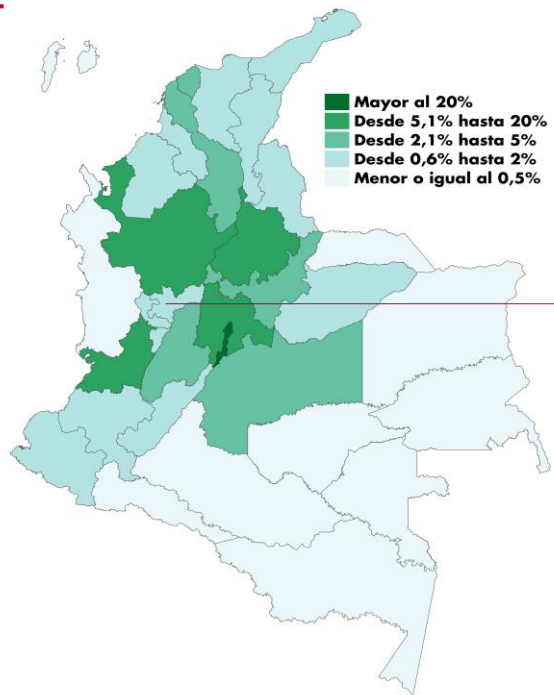 Mayor al 20%
Desde 5,1% hasta 20%
Desde 2,1% hasta 5%
Desde 0,6% hasta 2%
Menor o igual al 0,5%